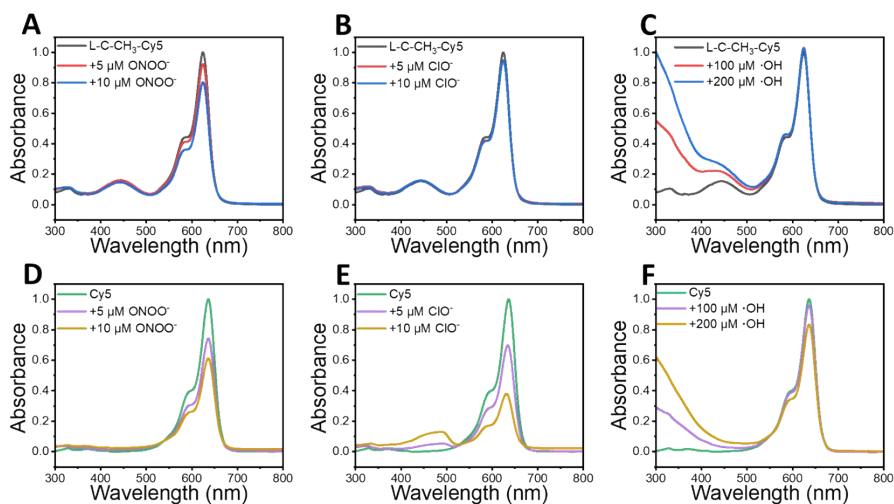 A
L-C-CH₃-Cy5
+5 μM ONOO⁻
+10 μM ONOO⁻
1.0
0.8
0.6
0.4
0.2
0.0
Absorbance
300 400 500 600 700 800
Wavelength (nm)
B
L-C-CH₃-Cy5
+5 μM ClO⁻
+10 μM ClO⁻
1.0
0.8
0.6
0.4
0.2
0.0
Absorbance
300 400 500 600 700 800
Wavelength (nm)
C
L-C-CH₃-Cy5
+100 μM ·OH
+200 μM ·OH
1.0
0.8
0.6
0.4
0.2
0.0
Absorbance
300 400 500 600 700 800
Wavelength (nm)
D
Cy5
+5 μM ONOO⁻
+10 μM ONOO⁻
1.0
0.8
0.6
0.4
0.2
0.0
Absorbance
300 400 500 600 700 800
Wavelength (nm)
E
Cy5
+5 μM ClO⁻
+10 μM ClO⁻
1.0
0.8
0.6
0.4
0.2
0.0
Absorbance
300 400 500 600 700 800
Wavelength (nm)
F
Cy5
+100 μM ·OH
+200 μM ·OH
1.0
0.8
0.6
0.4
0.2
0.0
Absorbance
300 400 500 600 700 800
Wavelength (nm)